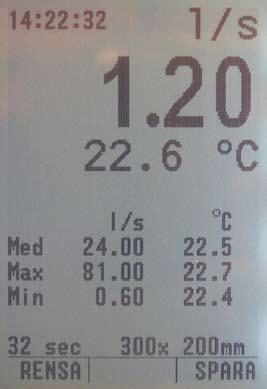 14:22:32 l/s
1.20
22.6 °C
l/s °C
Med 24.00 22.5
Max 81.00 22.7
Min 0.60 22.4
32 sec 300x 200mm
RENSA SPARA